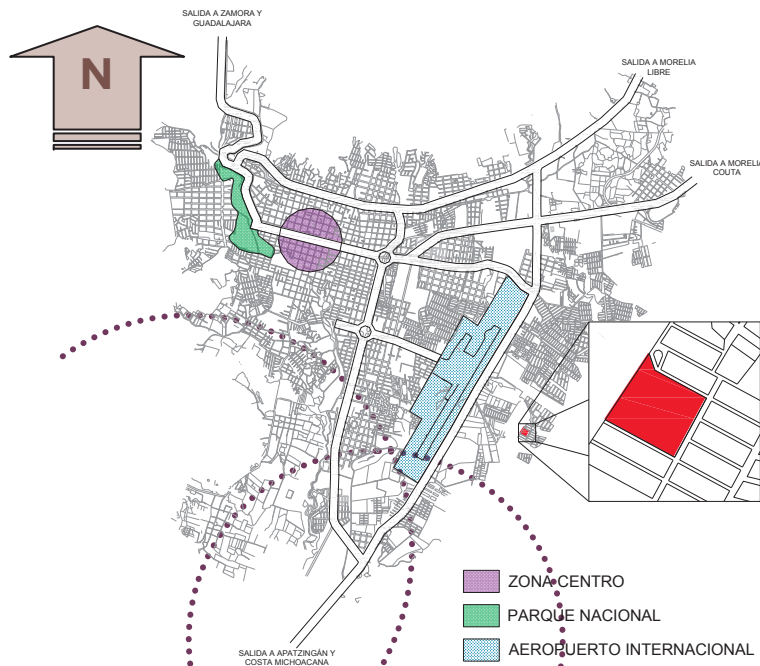 SALIDA A ZAMORA Y
GUADALAJARA
N
SALIDA A MORELIA
LIBRE
SALIDA A MORELIA
COUTA
ZONA CENTRO
PARQUE NACIONAL
AEROPUERTO INTERNACIONAL
SALIDA A APATZINGÁN Y
COSTA MICHOACANA